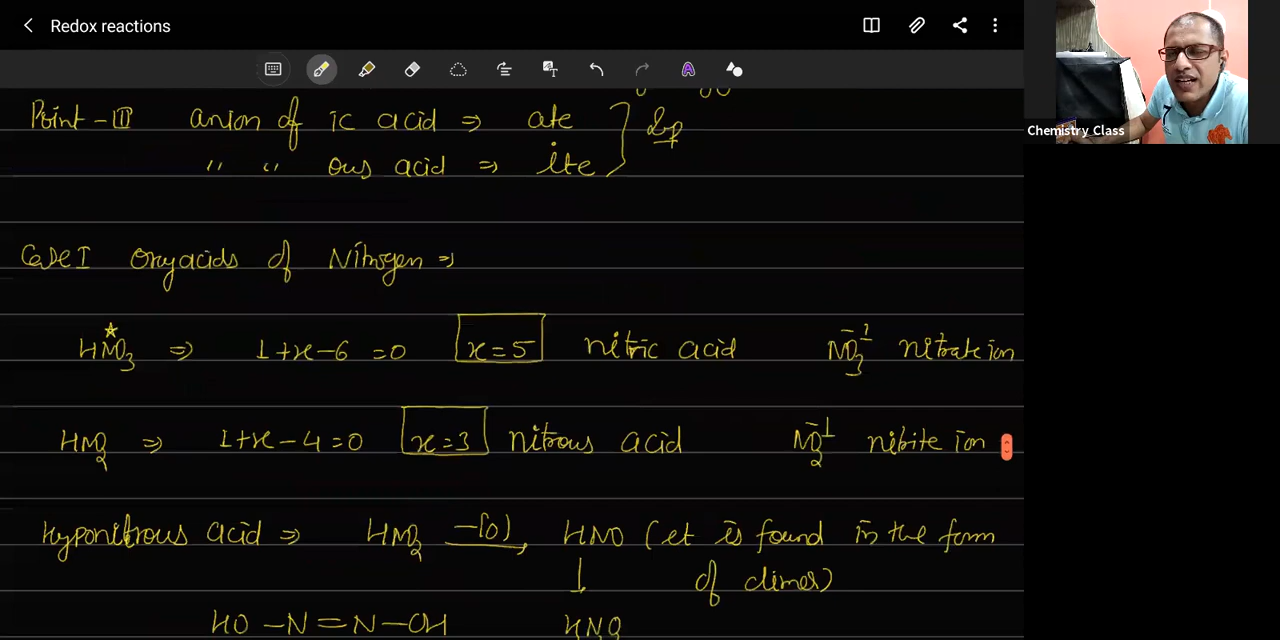 Redox reactions
Chemistry Class
Point-II anion of ic acid ⇒ ate } Imp
" " ous acid ⇒ ite
Case I Oxyacids of Nitrogen ⇒
HNO3 ⇒ 1+x-6=0 x=5 nitric acid NO3^-1 nitrate ion
HNO2 ⇒ 1+x-4=0 x=3 nitrous acid NO2^-1 nitrite ion
Hyponitrous acid ⇒ HNO2 -[O]→ HNO (It is found in the form
↓ of dimer)
HO-N=N-OH